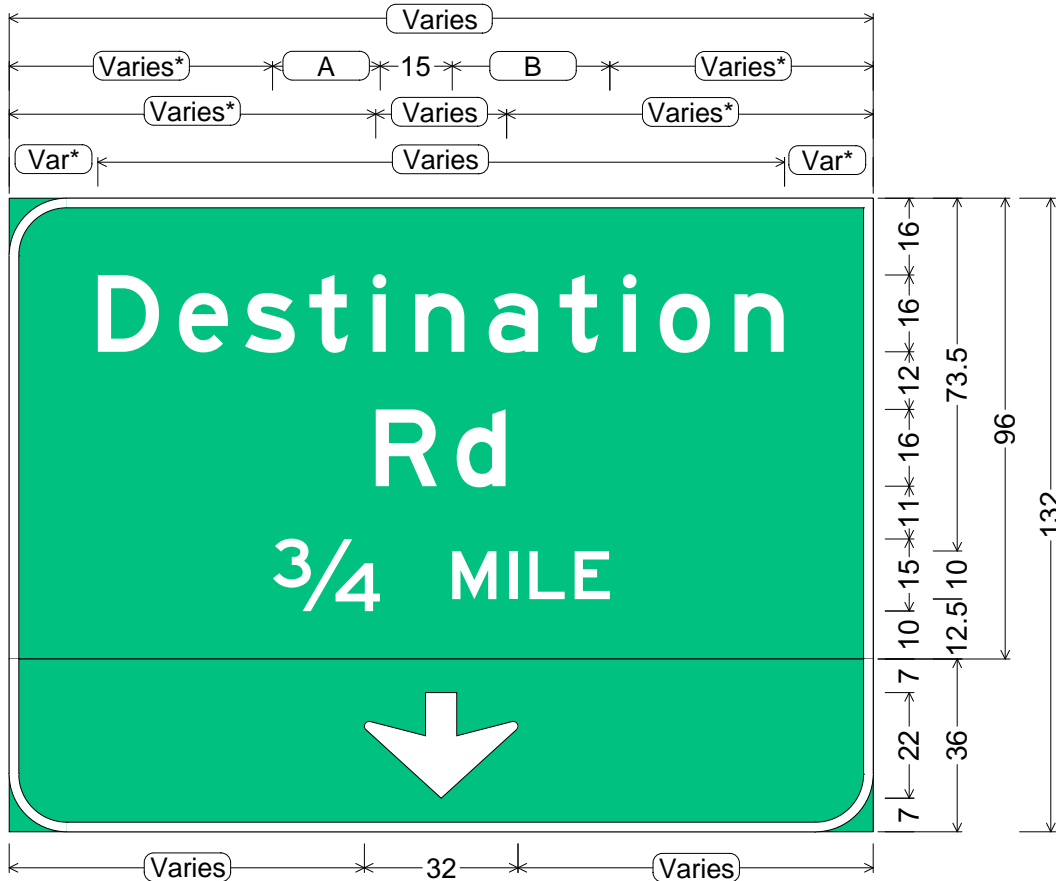 Varies
Varies* A 15 B Varies*
Varies* Varies Varies*
Var* Varies Var*
Destination
Rd
3/4 MILE
16
16
12
16
11
15
10
7
22
7
73.5
10
12.5
36
96
132
Varies 32 Varies